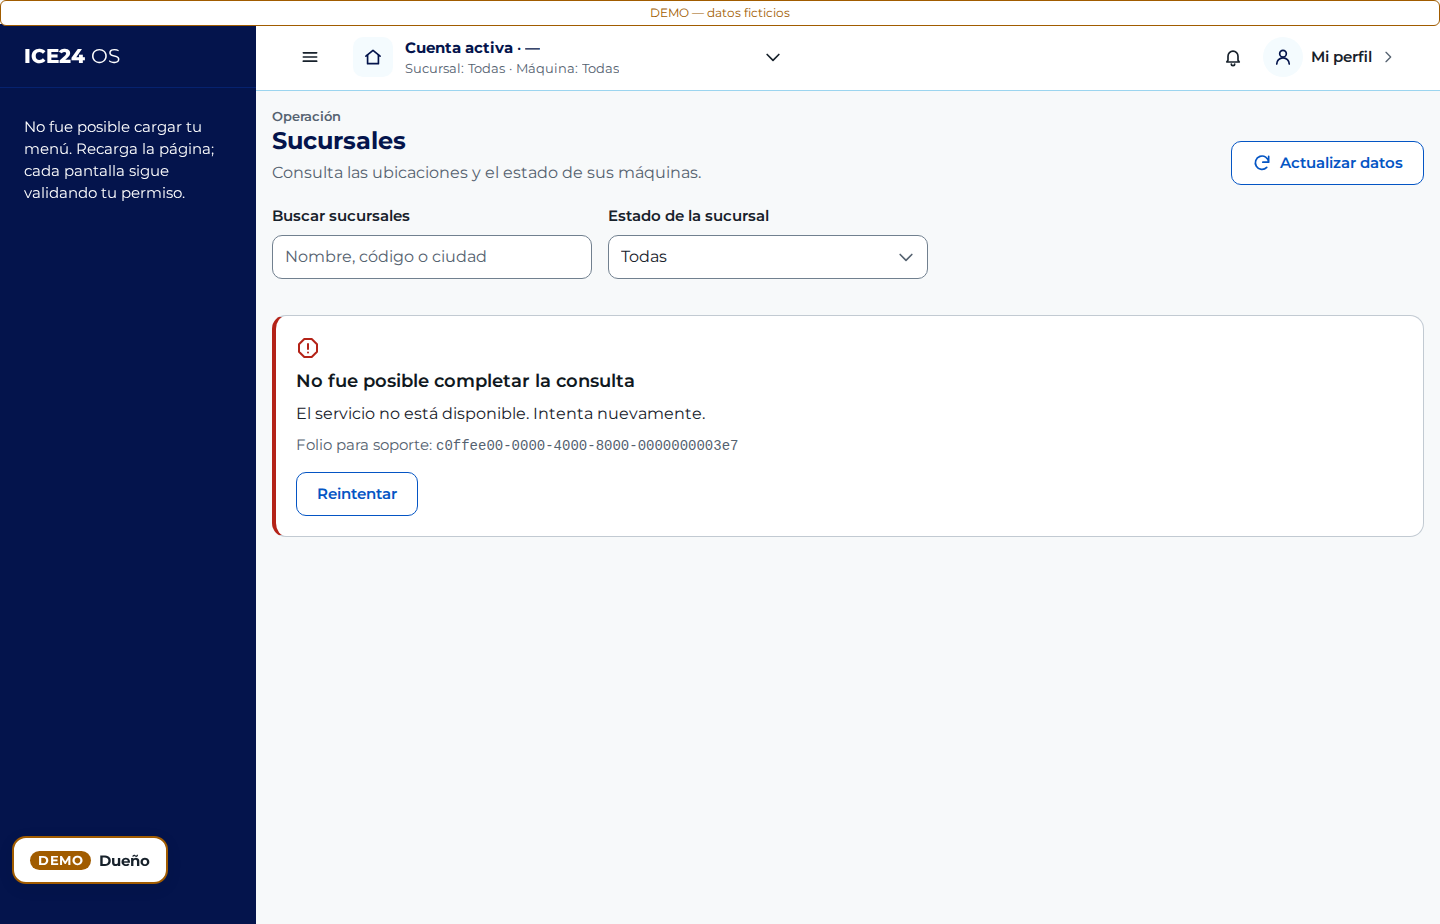 DEMO — datos ficticios
ICE24 OS
No fue posible cargar tu
menú. Recarga la página;
cada pantalla sigue
validando tu permiso.
Cuenta activa · —
Sucursal: Todas · Máquina: Todas
Mi perfil
Operación
Sucursales
Consulta las ubicaciones y el estado de sus máquinas.
Actualizar datos
Buscar sucursales
Nombre, código o ciudad
Estado de la sucursal
Todas
No fue posible completar la consulta
El servicio no está disponible. Intenta nuevamente.
Folio para soporte: c0ffee00-0000-4000-8000-0000000003e7
Reintentar
DEMO Dueño